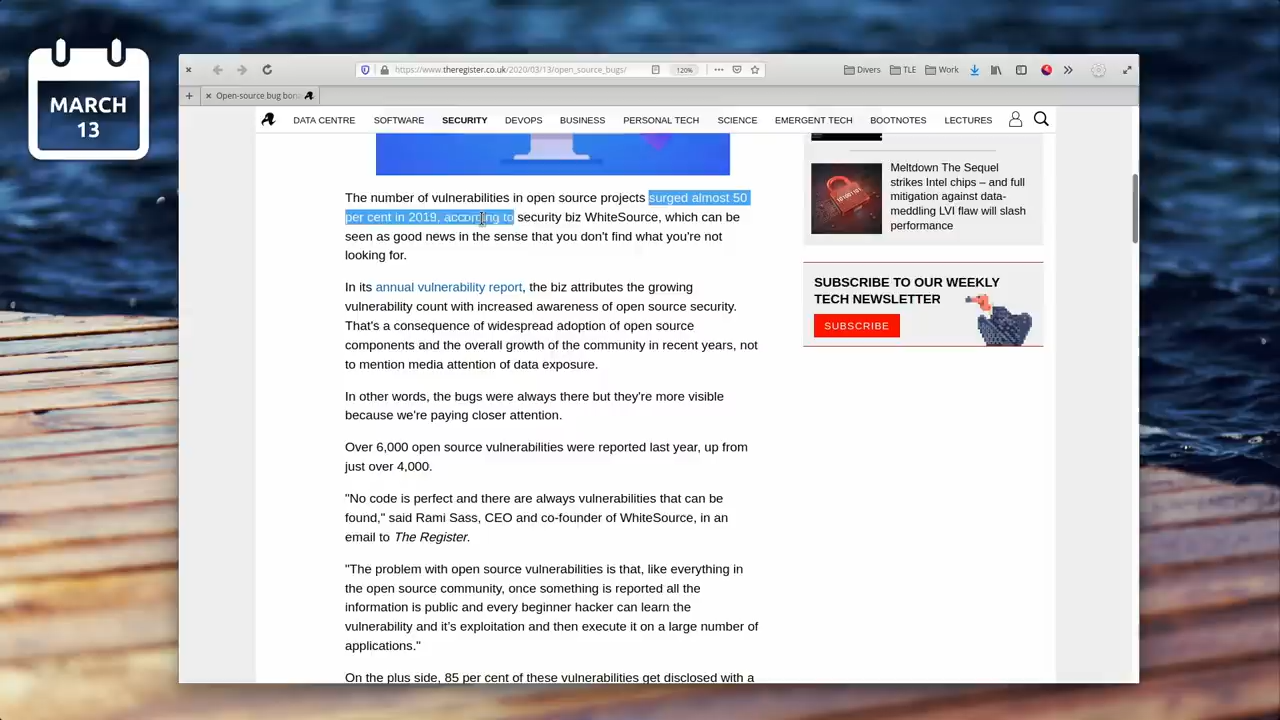 MARCH
13
https://www.theregister.co.uk/2020/03/13/open_source_bugs/
120%
Divers
TLE
Work
Open-source bug bon
DATA CENTRE
SOFTWARE
SECURITY
DEVOPS
BUSINESS
PERSONAL TECH
SCIENCE
EMERGENT TECH
BOOTNOTES
LECTURES
The number of vulnerabilities in open source projects surged almost 50
per cent in 2019, according to security biz WhiteSource, which can be
seen as good news in the sense that you don't find what you're not
looking for.
In its annual vulnerability report, the biz attributes the growing
vulnerability count with increased awareness of open source security.
That's a consequence of widespread adoption of open source
components and the overall growth of the community in recent years, not
to mention media attention of data exposure.
In other words, the bugs were always there but they're more visible
because we're paying closer attention.
Over 6,000 open source vulnerabilities were reported last year, up from
just over 4,000.
"No code is perfect and there are always vulnerabilities that can be
found," said Rami Sass, CEO and co-founder of WhiteSource, in an
email to The Register.
"The problem with open source vulnerabilities is that, like everything in
the open source community, once something is reported all the
information is public and every beginner hacker can learn the
vulnerability and it's exploitation and then execute it on a large number of
applications."
On the plus side, 85 per cent of these vulnerabilities get disclosed with a
Meltdown The Sequel
strikes Intel chips – and full
mitigation against data-
meddling LVI flaw will slash
performance
SUBSCRIBE TO OUR WEEKLY
TECH NEWSLETTER
SUBSCRIBE